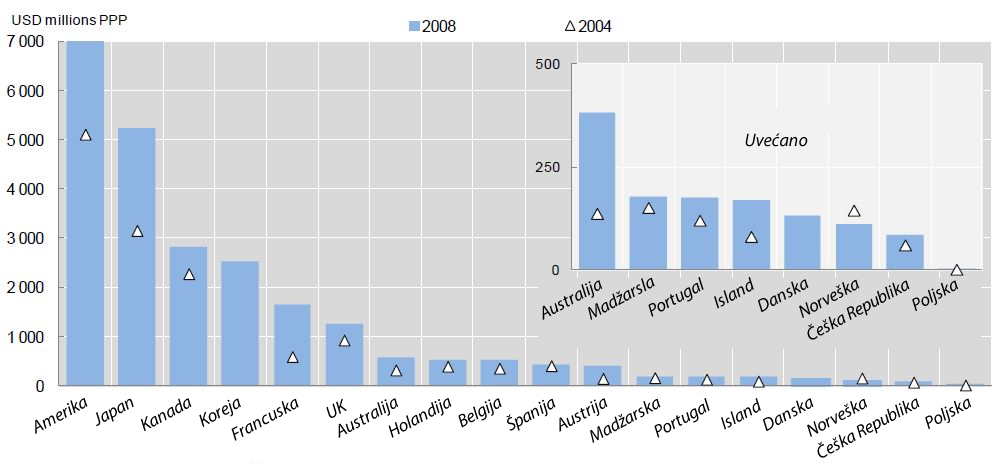 USD millions PPP
2008
2004
7 000
6 000
5 000
4 000
3 000
2 000
1 000
0
500
250
0
Uvećano
Australija
Madžarsla
Portugal
Island
Danska
Norveška
Češka Republika
Poljska
Amerika
Japan
Kanada
Koreja
Francuska
UK
Australija
Holandija
Belgija
Španija
Austrija
Madžarska
Portugal
Island
Danska
Norveška
Češka Republika
Poljska